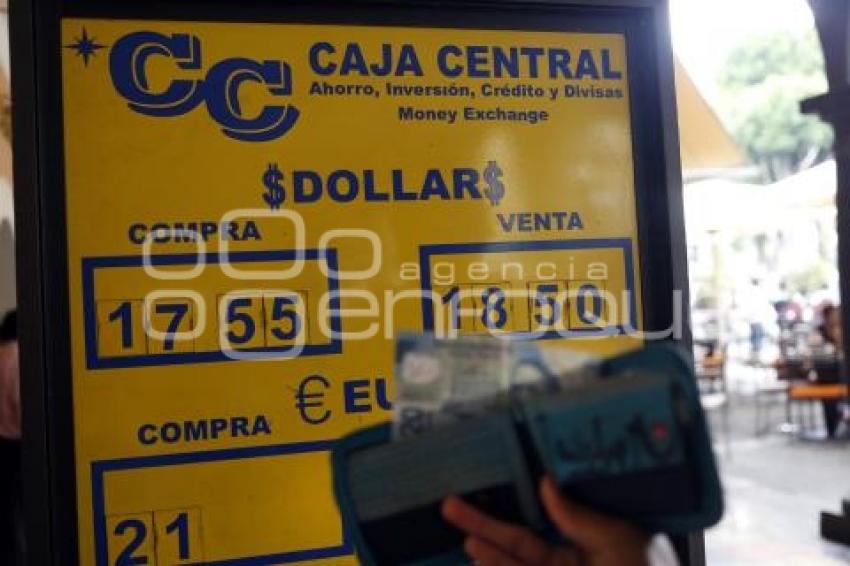 CC CAJA CENTRAL
Ahorro, Inversión, Crédito y Divisas
Money Exchange
$DOLLAR$
COMPRA VENTA
17 55 18 50
agencia
enfoque
€ EU
COMPRA
21